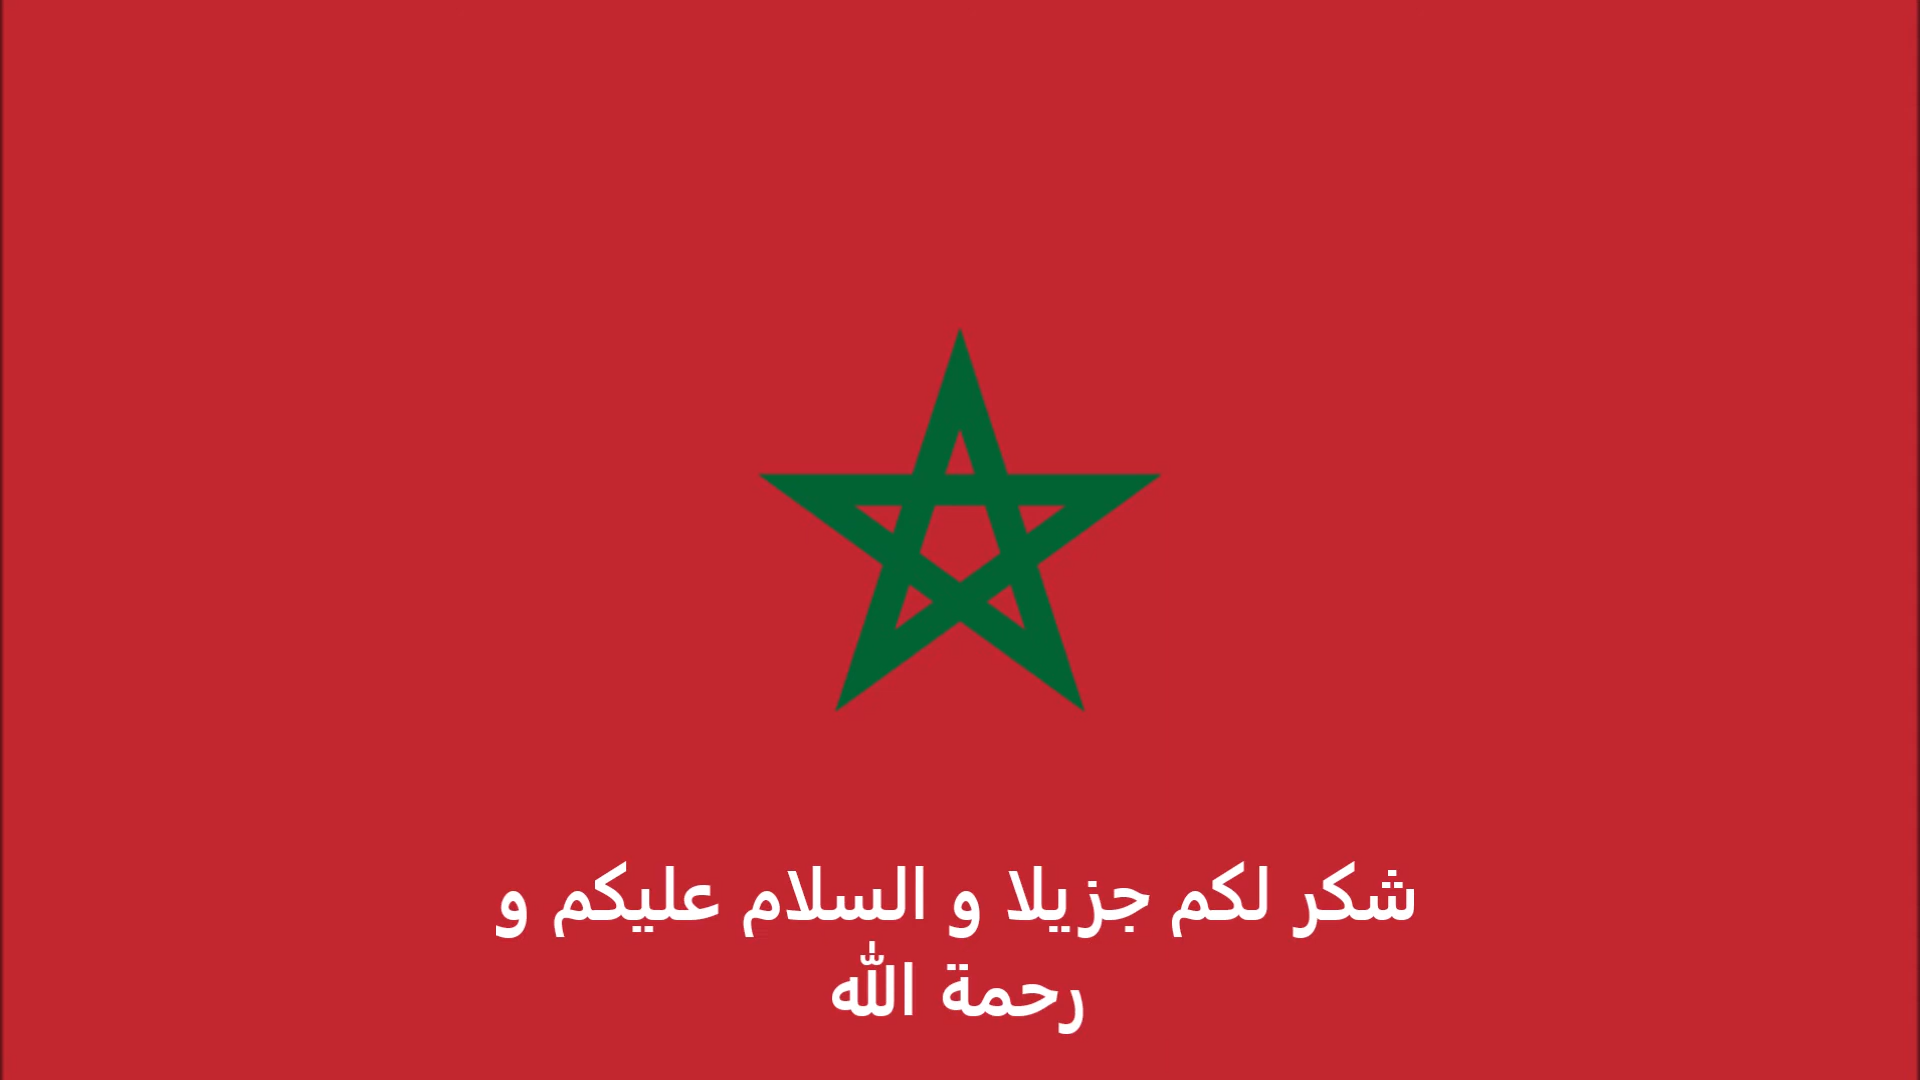 شكر لكم جزيلا و السلام عليكم و
رحمة الله